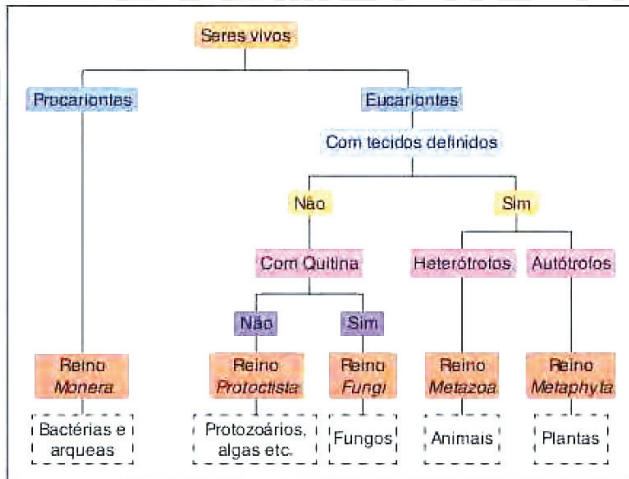 Seres vivos
Procariontes
Eucariontes
Com tecidos definidos
Não
Sim
Com Quitina
Heterótrotos
Autótrofos
Não
Sim
Reino
Monera
Reino
Protoctista
Reino
Fungi
Reino
Metazoa
Reino
Metaphyta
Bactérias e
arqueas
Protozoários,
algas etc.
Fungos
Animais
Plantas